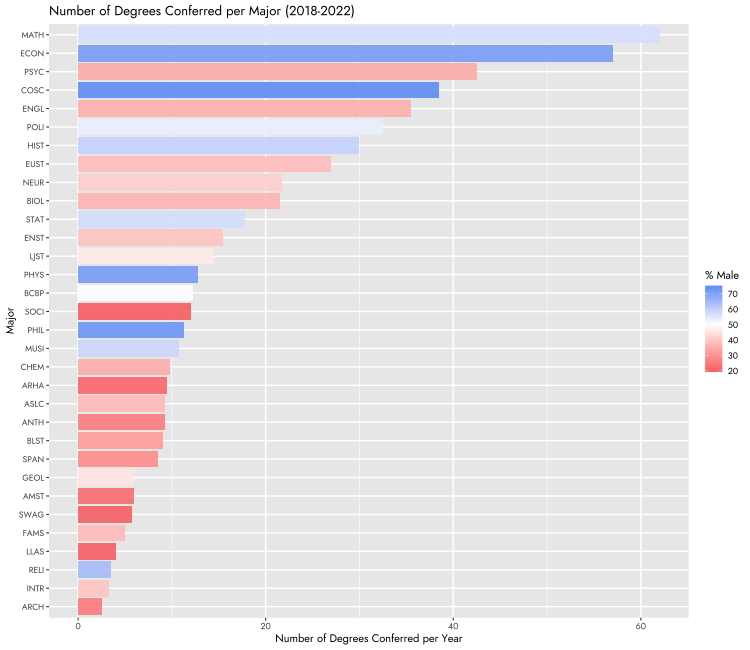 Number of Degrees Conferred per Major (2018-2022)
MATH
ECON
PSYC
COSC
ENGL
POLI
HIST
EUST
NEUR
BIOL
STAT
ENST
LJST
PHYS
BCBP
SOCI
PHIL
MUSI
CHEM
ARHA
ASLC
ANTH
BLST
SPAN
GEOL
AMST
SWAG
FAMS
LLAS
RELI
INTR
ARCH
Major
0 20 40 60
Number of Degrees Conferred per Year
% Male
70
60
50
40
30
20